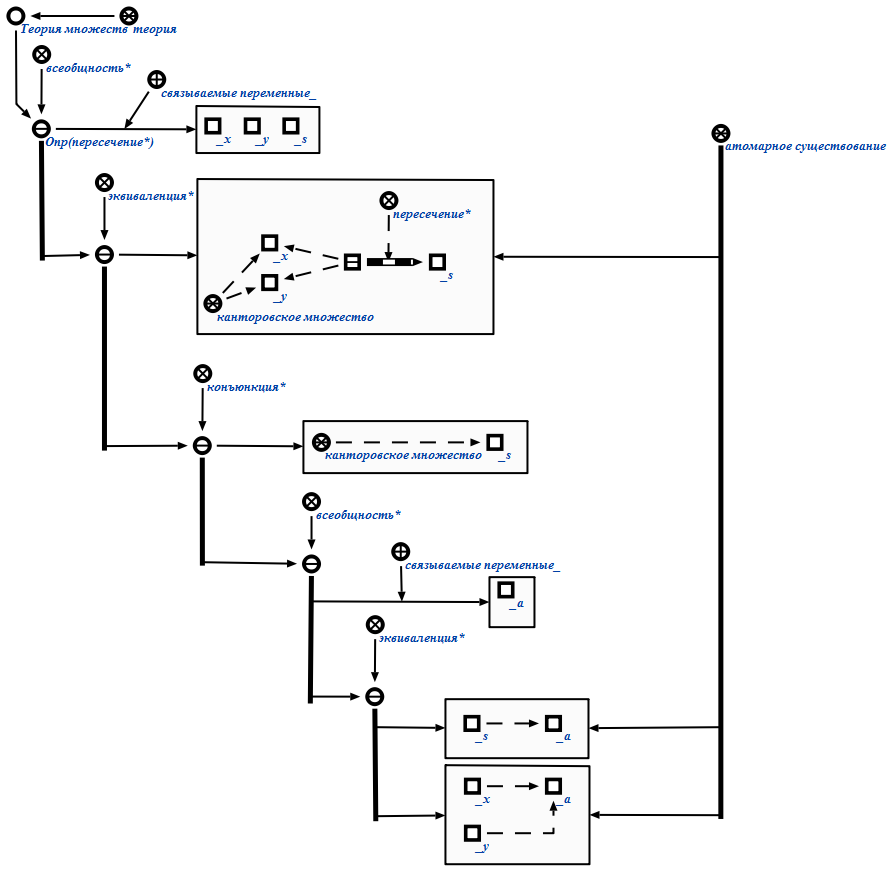 Теория множеств теория
всеобщность*
связываемые переменные_
Опр(пересечение*)
_x _y _s
атомарное существование
эквиваленция*
пересечение*
_x
_s
_y
канторовское множество
конъюнкция*
канторовское множество _s
всеобщность*
связываемые переменные_
_a
эквиваленция*
_s _a
_x _a
_y